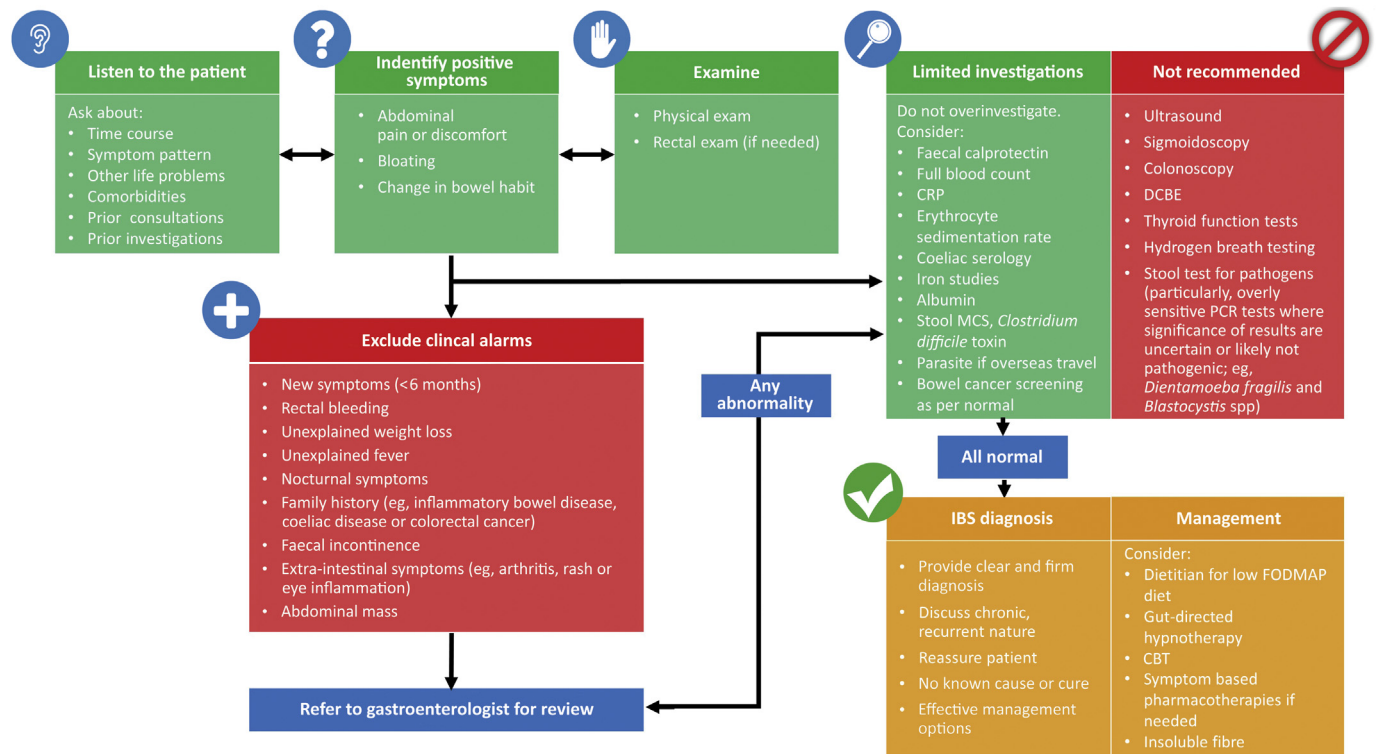 Listen to the patient
Ask about:
• Time course
• Symptom pattern
• Other life problems
• Comorbidities
• Prior consultations
• Prior investigations
?
Indentify positive
symptoms
• Abdominal
pain or discomfort
• Bloating
• Change in bowel habit
Examine
• Physical exam
• Rectal exam (if needed)
Limited investigations
Do not overinvestigate.
Consider:
• Faecal calprotectin
• Full blood count
• CRP
• Erythrocyte
sedimentation rate
• Coeliac serology
• Iron studies
• Albumin
• Stool MCS, Clostridium
difficile toxin
• Parasite if overseas travel
• Bowel cancer screening
as per normal
Not recommended
• Ultrasound
• Sigmoidoscopy
• Colonoscopy
• DCBE
• Thyroid function tests
• Hydrogen breath testing
• Stool test for pathogens
(particularly, overly
sensitive PCR tests where
significance of results are
uncertain or likely not
pathogenic; eg,
Dientamoeba fragilis and
Blastocystis spp)
Exclude clincal alarms
• New symptoms (<6 months)
• Rectal bleeding
• Unexplained weight loss
• Unexplained fever
• Nocturnal symptoms
• Family history (eg, inflammatory bowel disease,
coeliac disease or colorectal cancer)
• Faecal incontinence
• Extra-intestinal symptoms (eg, arthritis, rash or
eye inflammation)
• Abdominal mass
Any
abnormality
Refer to gastroenterologist for review
All normal
IBS diagnosis
• Provide clear and firm
diagnosis
• Discuss chronic,
recurrent nature
• Reassure patient
• No known cause or cure
• Effective management
options
Management
Consider:
• Dietitian for low FODMAP
diet
• Gut-directed
hypnotherapy
• CBT
• Symptom based
pharmacotherapies if
needed
• Insoluble fibre